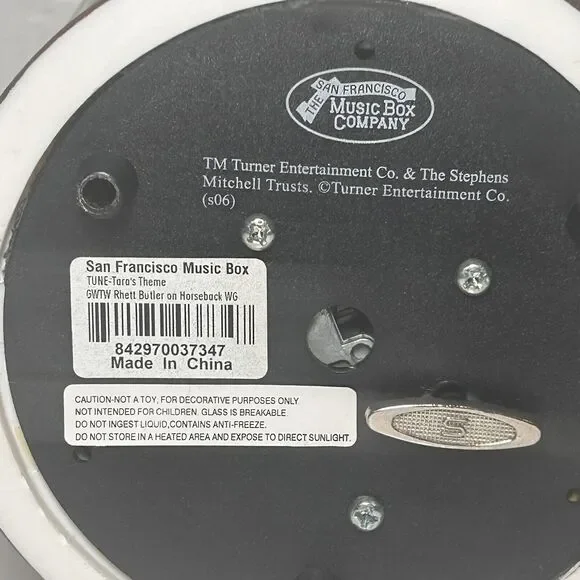 THE SAN FRANCISCO
MUSIC BOX
COMPANY
TM Turner Entertainment Co. & The Stephens
Mitchell Trusts. ©Turner Entertainment Co.
(s06)
San Francisco Music Box
TUNE-Tara's Theme
GWTW Rhett Butler on Horseback WG
842970037347
Made In China
CAUTION-NOT A TOY, FOR DECORATIVE PURPOSES ONLY
NOT INTENDED FOR CHILDREN. GLASS IS BREAKABLE.
DO NOT INGEST LIQUID,CONTAINS ANTI-FREEZE.
DO NOT STORE IN A HEATED AREA AND EXPOSE TO DIRECT SUNLIGHT.
S